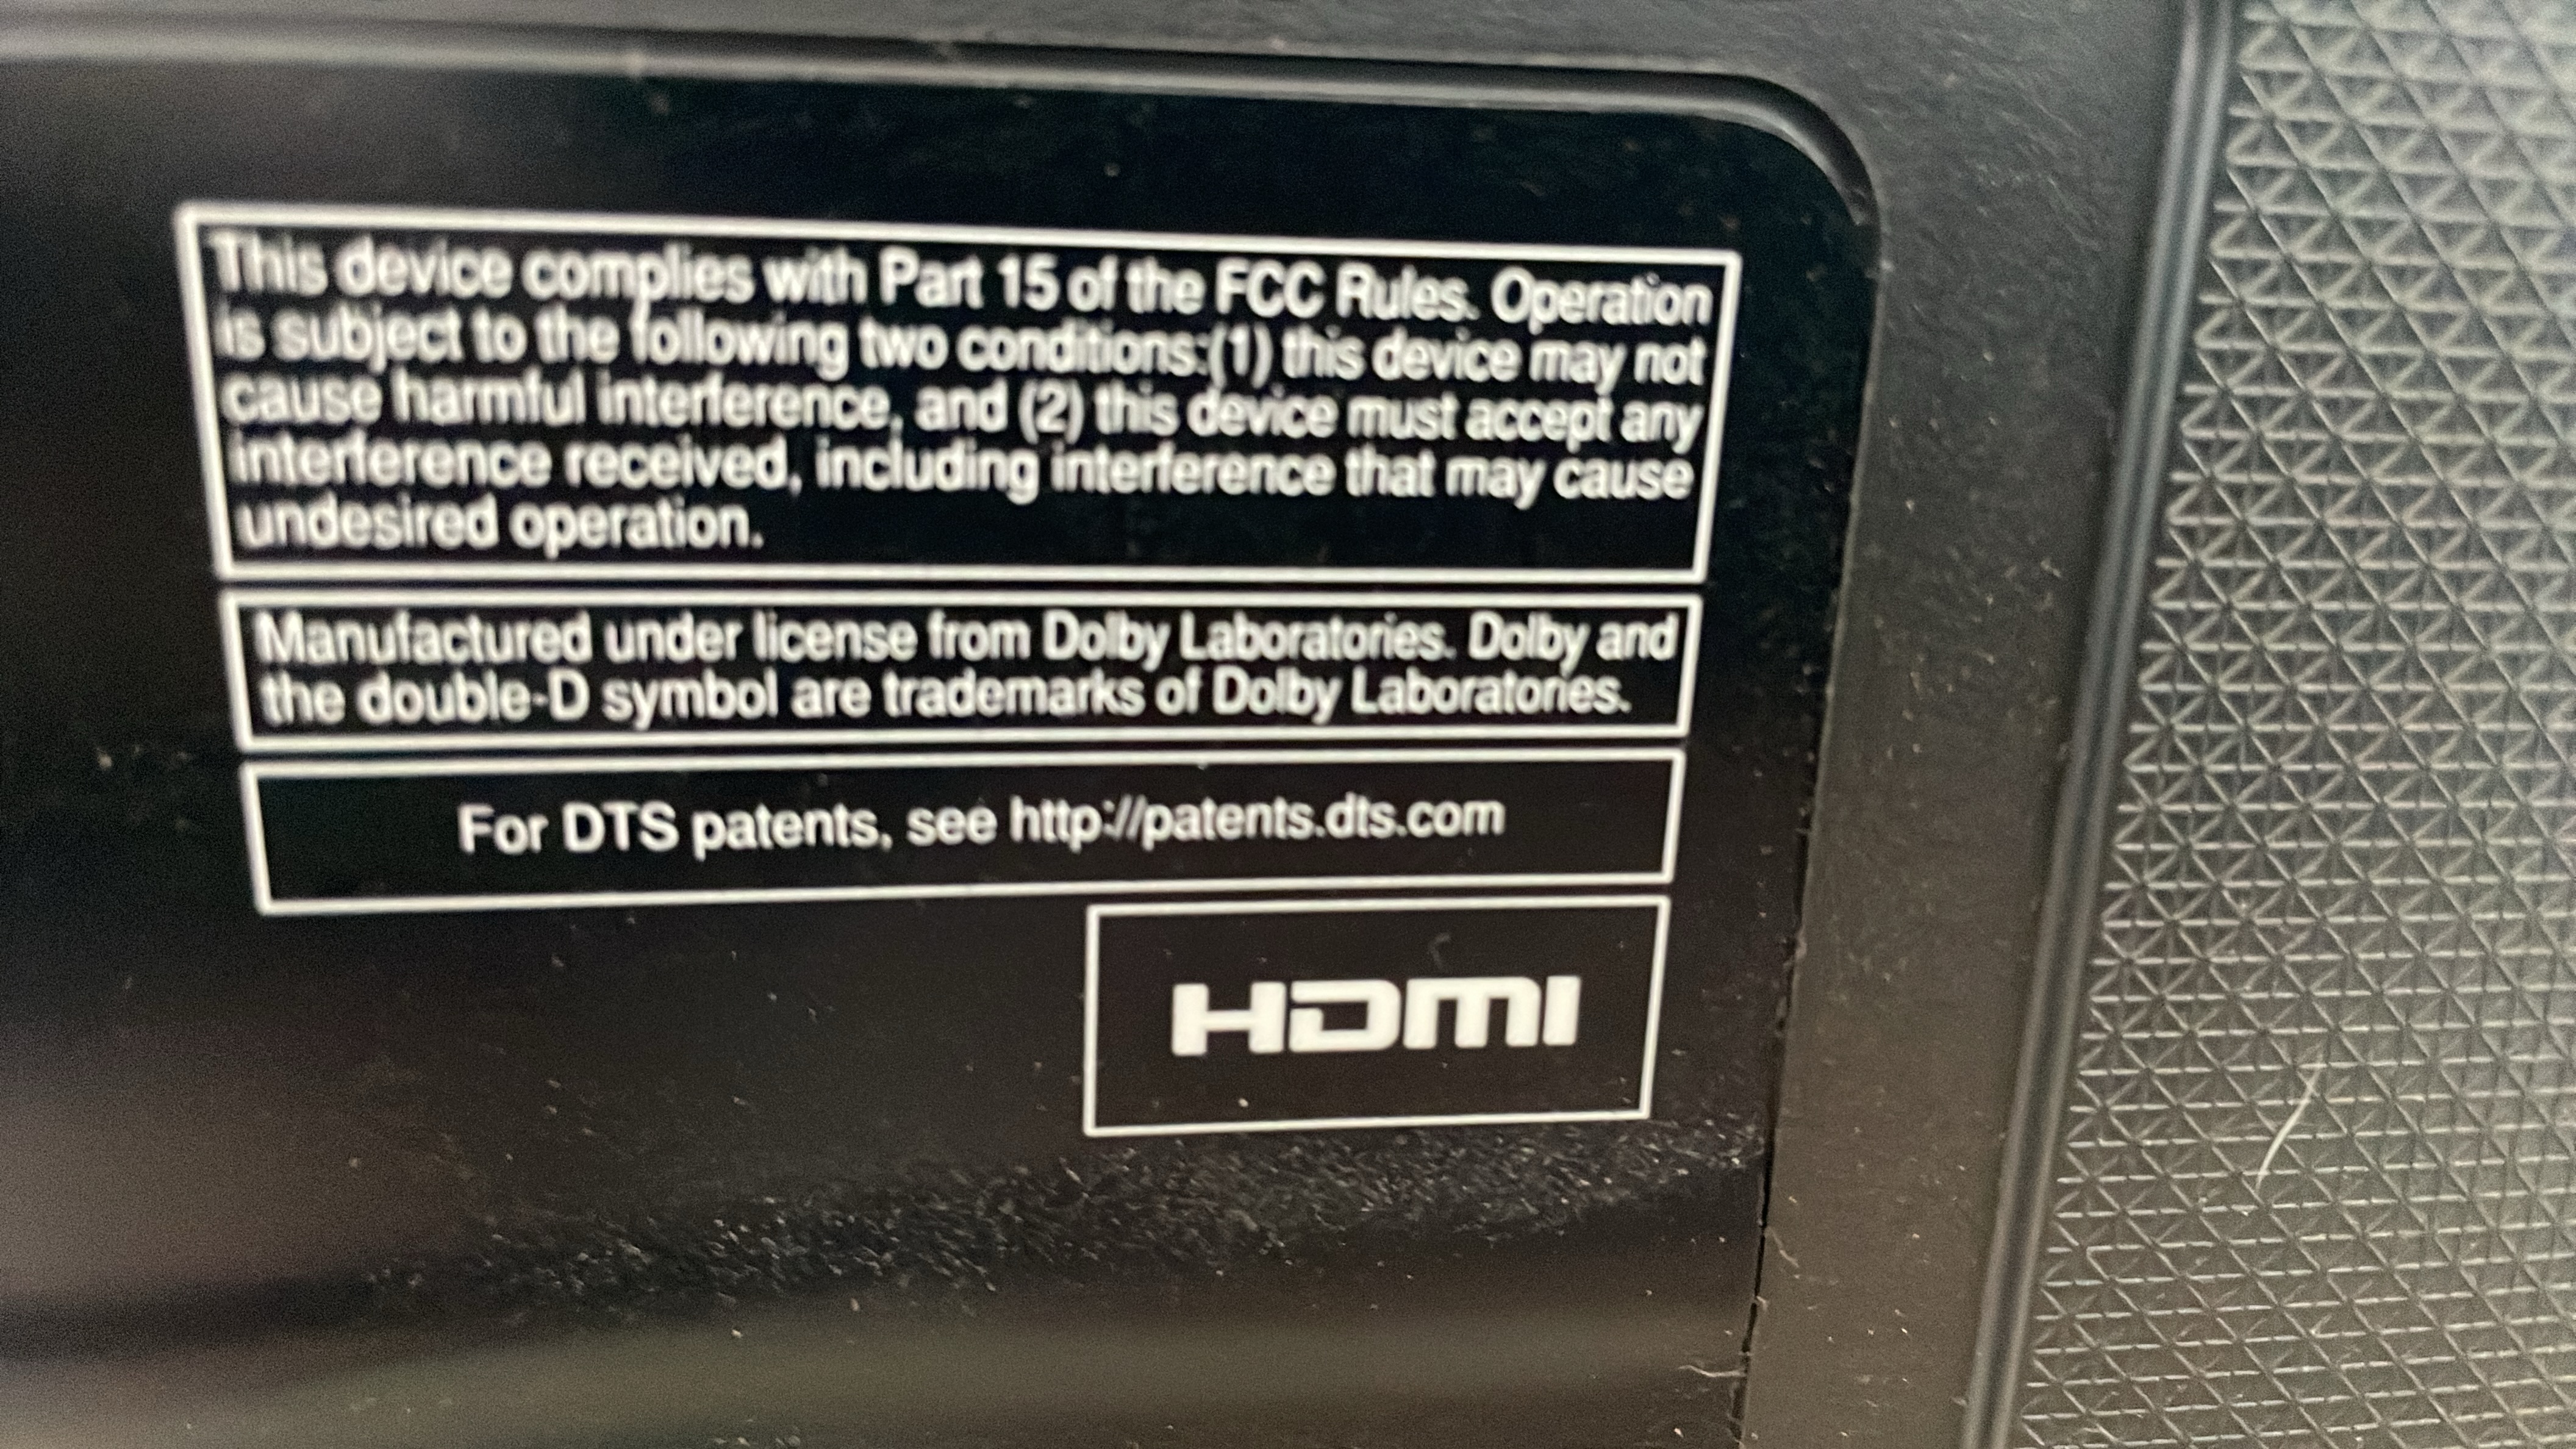 This device complies with Part 15 of the FCC Rules. Operation
is subject to the following two conditions:(1) this device may not
cause harmful interference, and (2) this device must accept any
interference received, including interference that may cause
undesired operation.
Manufactured under license from Dolby Laboratories. Dolby and
the double-D symbol are trademarks of Dolby Laboratories.
For DTS patents, see http://patents.dts.com
HDMI